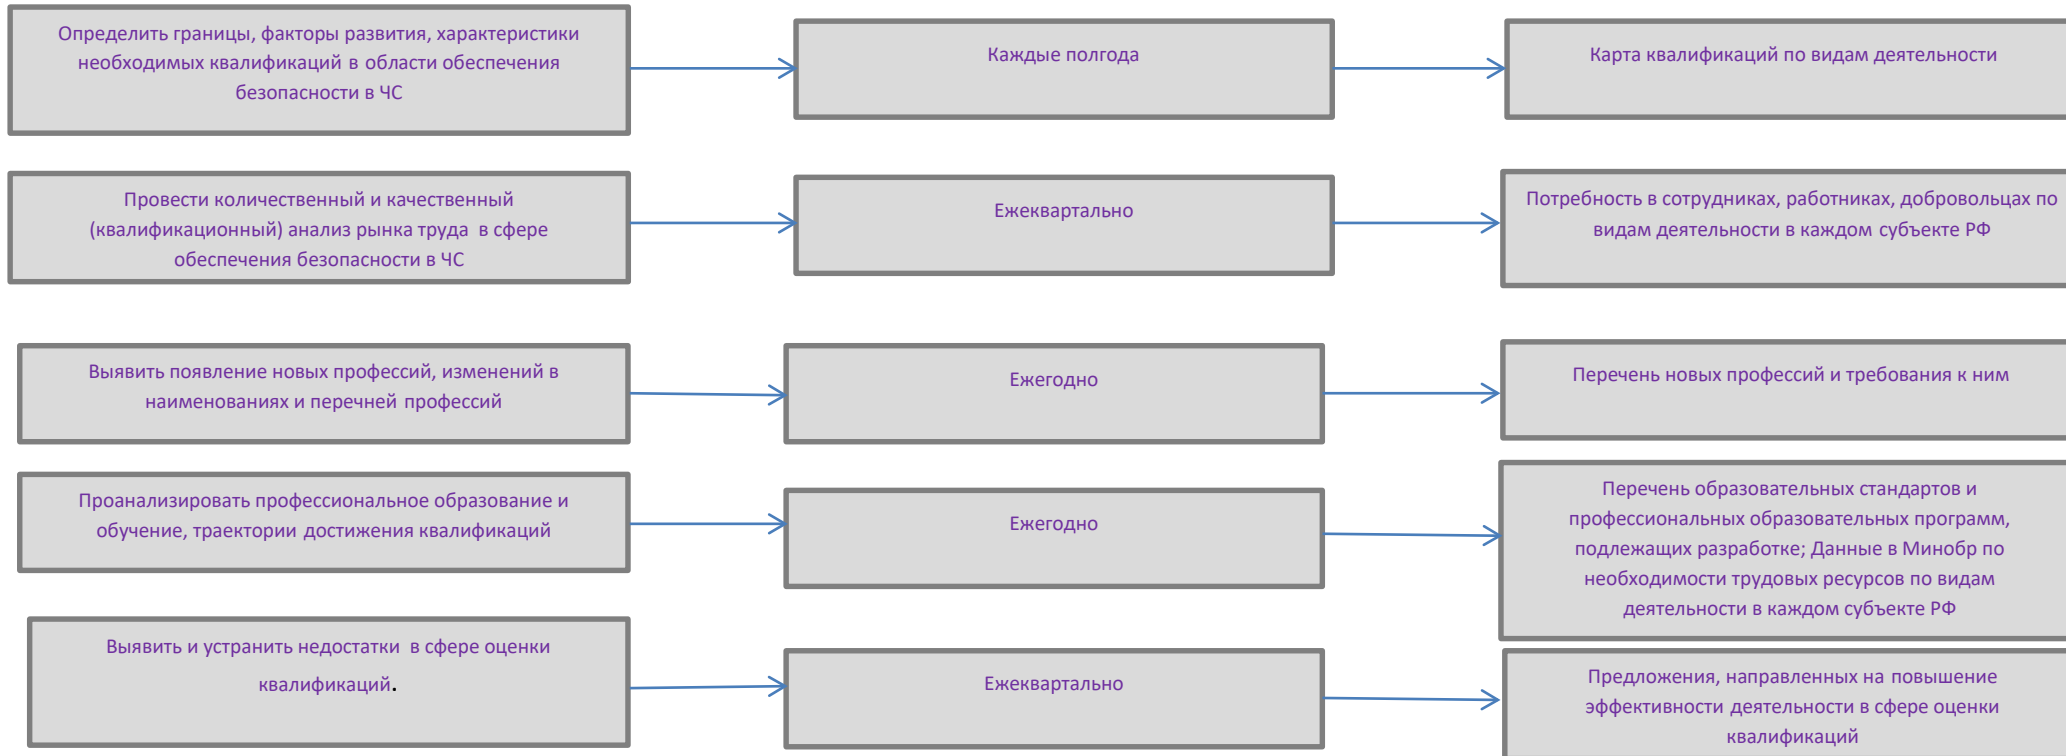 Определить границы, факторы развития, характеристики
необходимых квалификаций в области обеспечения
безопасности в ЧС
Каждые полгода
Карта квалификаций по видам деятельности
Провести количественный и качественный
(квалификационный) анализ рынка труда в сфере
обеспечения безопасности в ЧС
Ежеквартально
Потребность в сотрудниках, работниках, добровольцах по
видам деятельности в каждом субъекте РФ
Выявить появление новых профессий, изменений в
наименованиях и перечней профессий
Ежегодно
Перечень новых профессий и требования к ним
Проанализировать профессиональное образование и
обучение, траектории достижения квалификаций
Ежегодно
Перечень образовательных стандартов и
профессиональных образовательных программ,
подлежащих разработке; Данные в Минобр по
необходимости трудовых ресурсов по видам
деятельности в каждом субъекте РФ
Выявить и устранить недостатки в сфере оценки
квалификаций.
Ежеквартально
Предложения, направленных на повышение
эффективности деятельности в сфере оценки
квалификаций